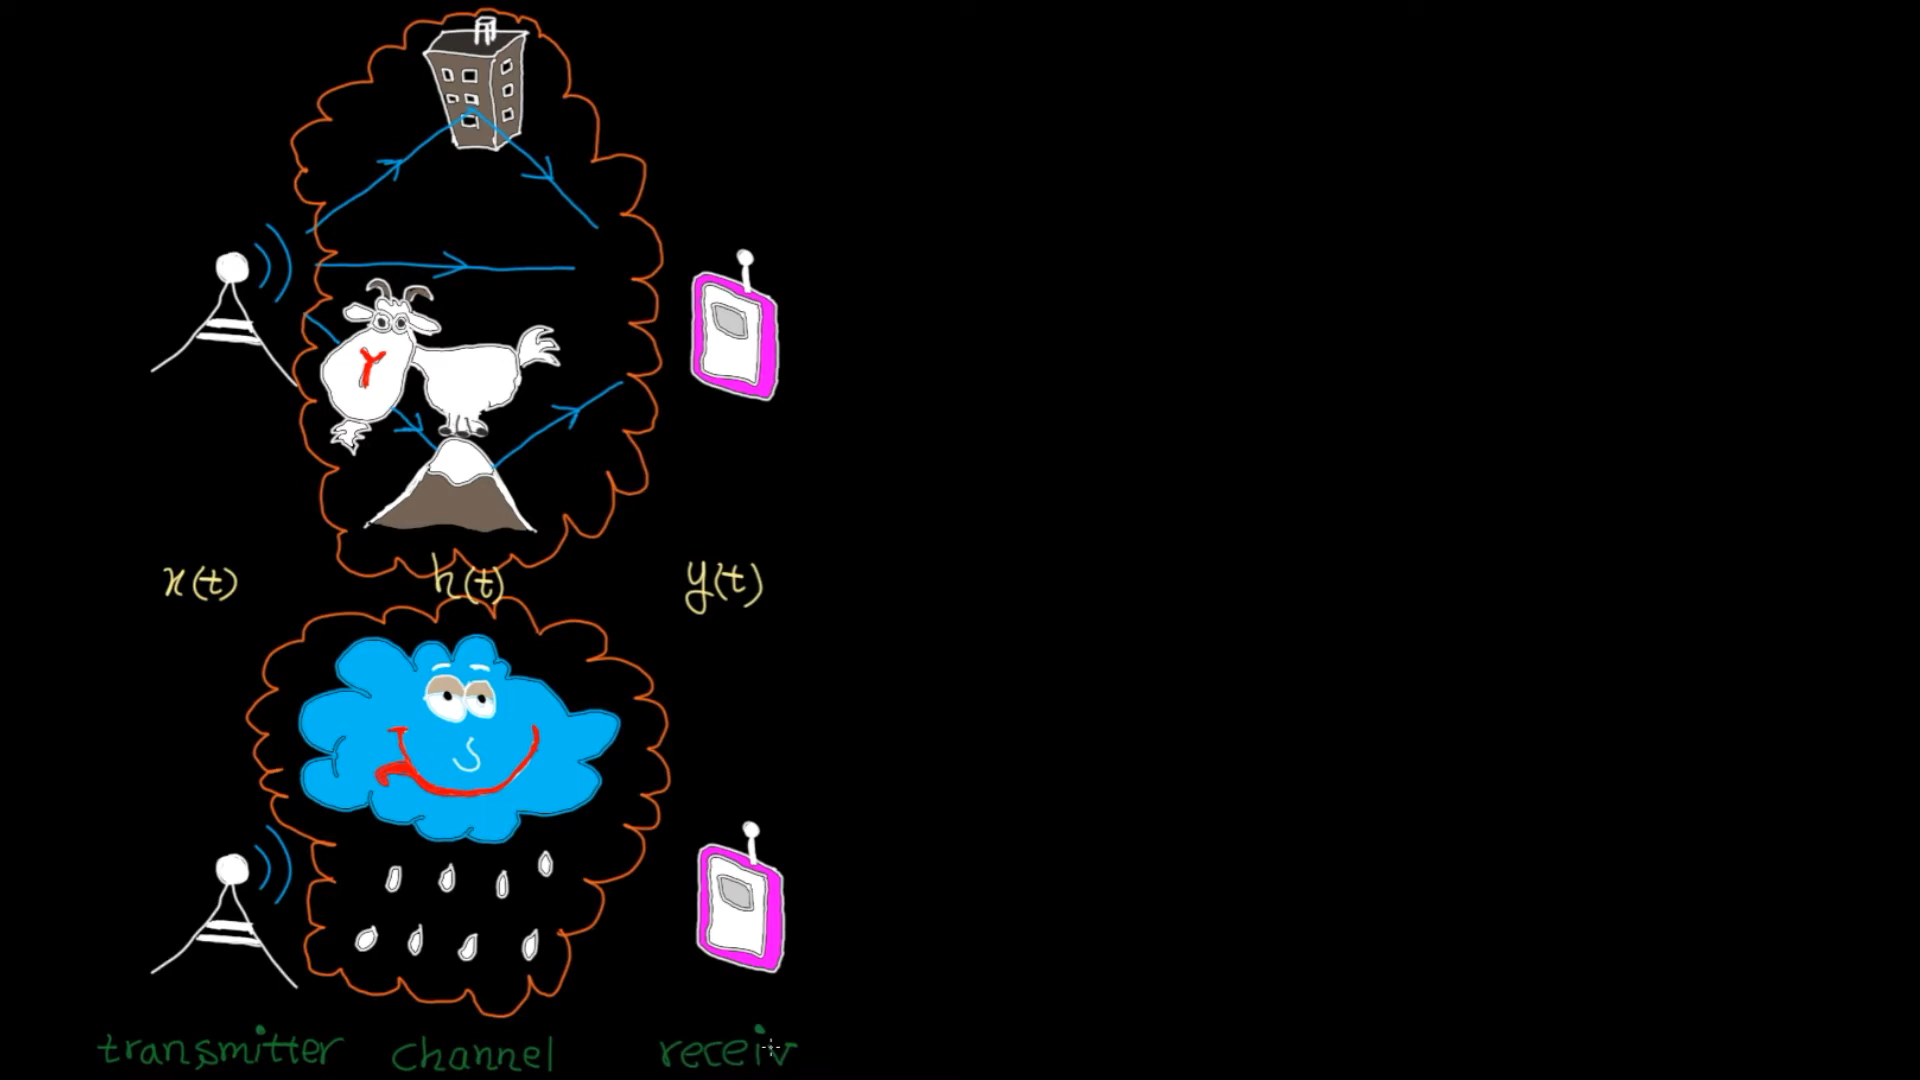 x(t) h(t) y(t)
transmitter channel receiv